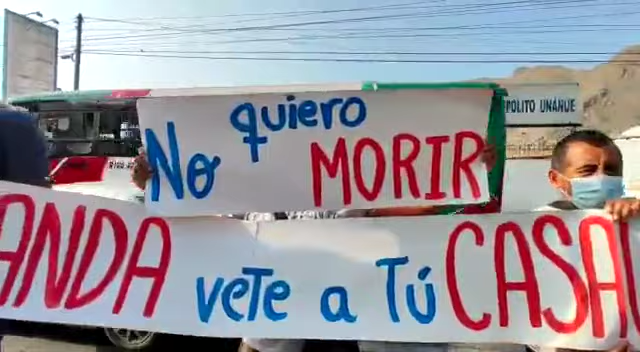 No quiero MORIR
POLITO UNANUE
ANDA veTe a Tú CASA